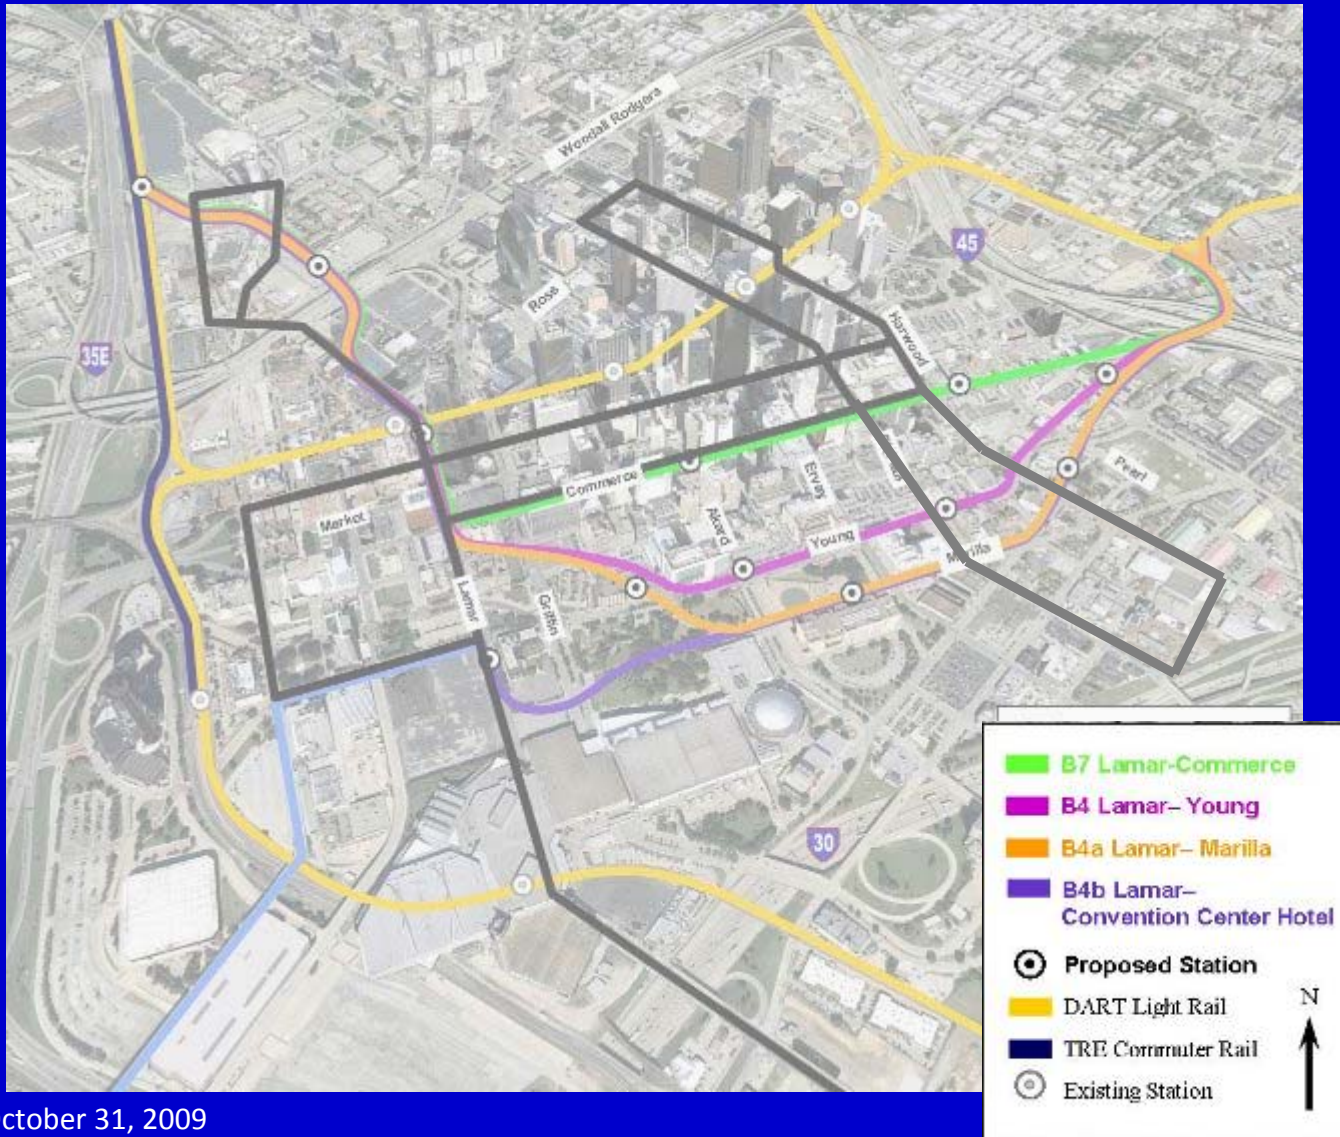 Wendall Rodgers
45
Ross
Harwood
35E
Pearl
Commerce
Ervay
Market
Akard
Young
Marilla
Lamar
Griffin
30
B7 Lamar-Commerce
B4 Lamar– Young
B4a Lamar– Marilla
B4b Lamar–
Convention Center Hotel
Proposed Station
N
DART Light Rail
TRE Commuter Rail
Existing Station
ctober 31, 2009